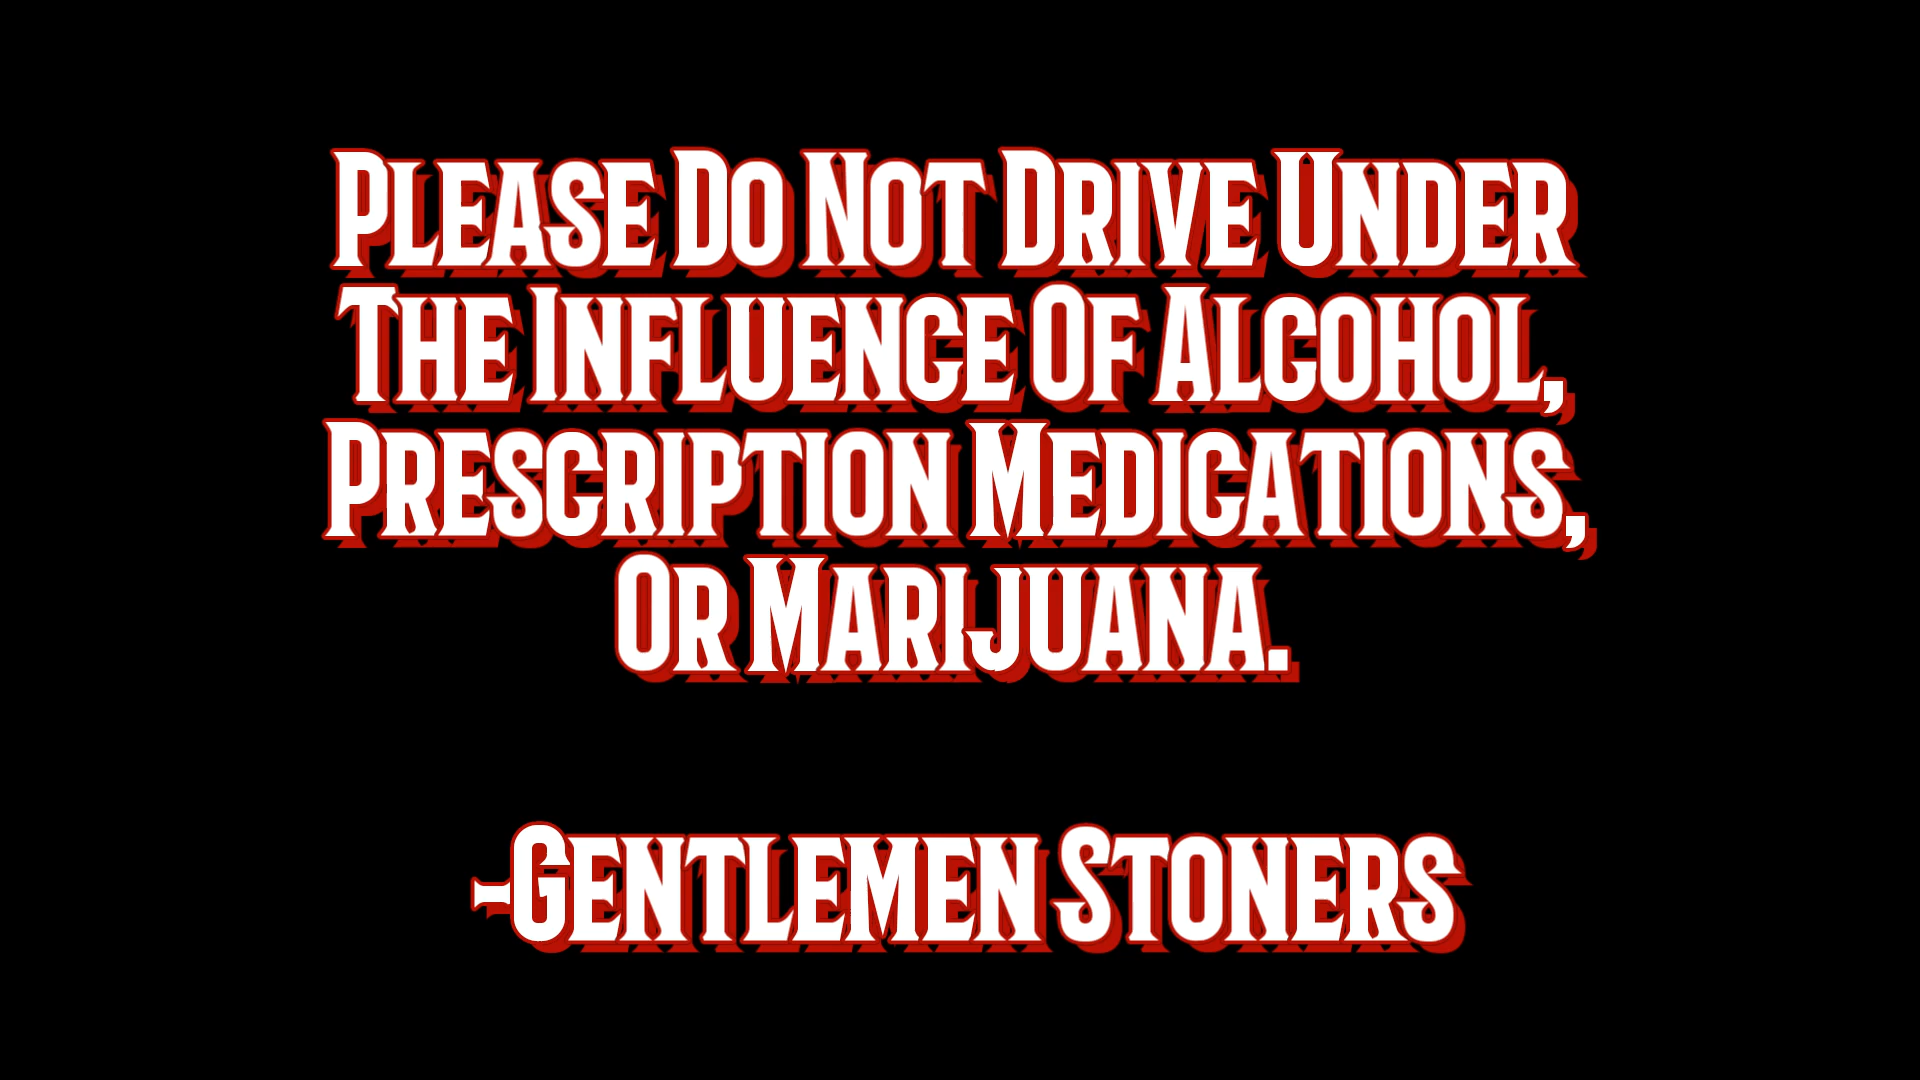 Please Do Not Drive Under
The Influence Of Alcohol,
Prescription Medications,
Or Marijuana.
-Gentlemen Stoners